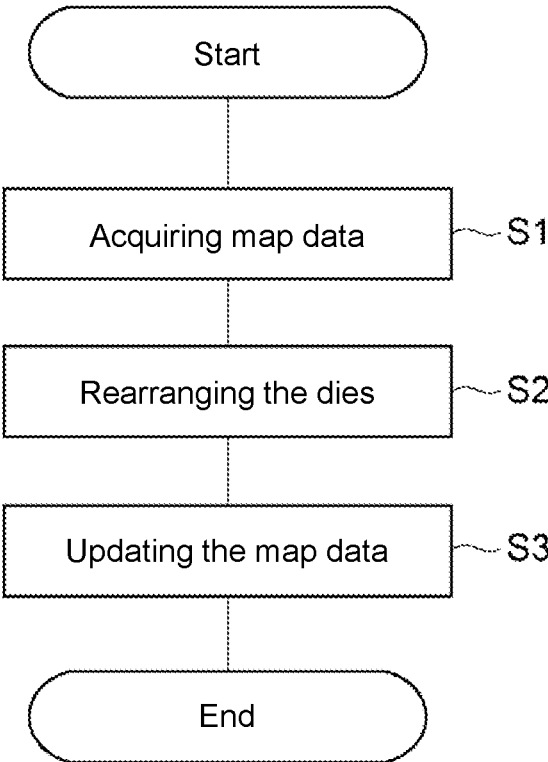 Start
Acquiring map data
S1
Rearranging the dies
S2
Updating the map data
S3
End